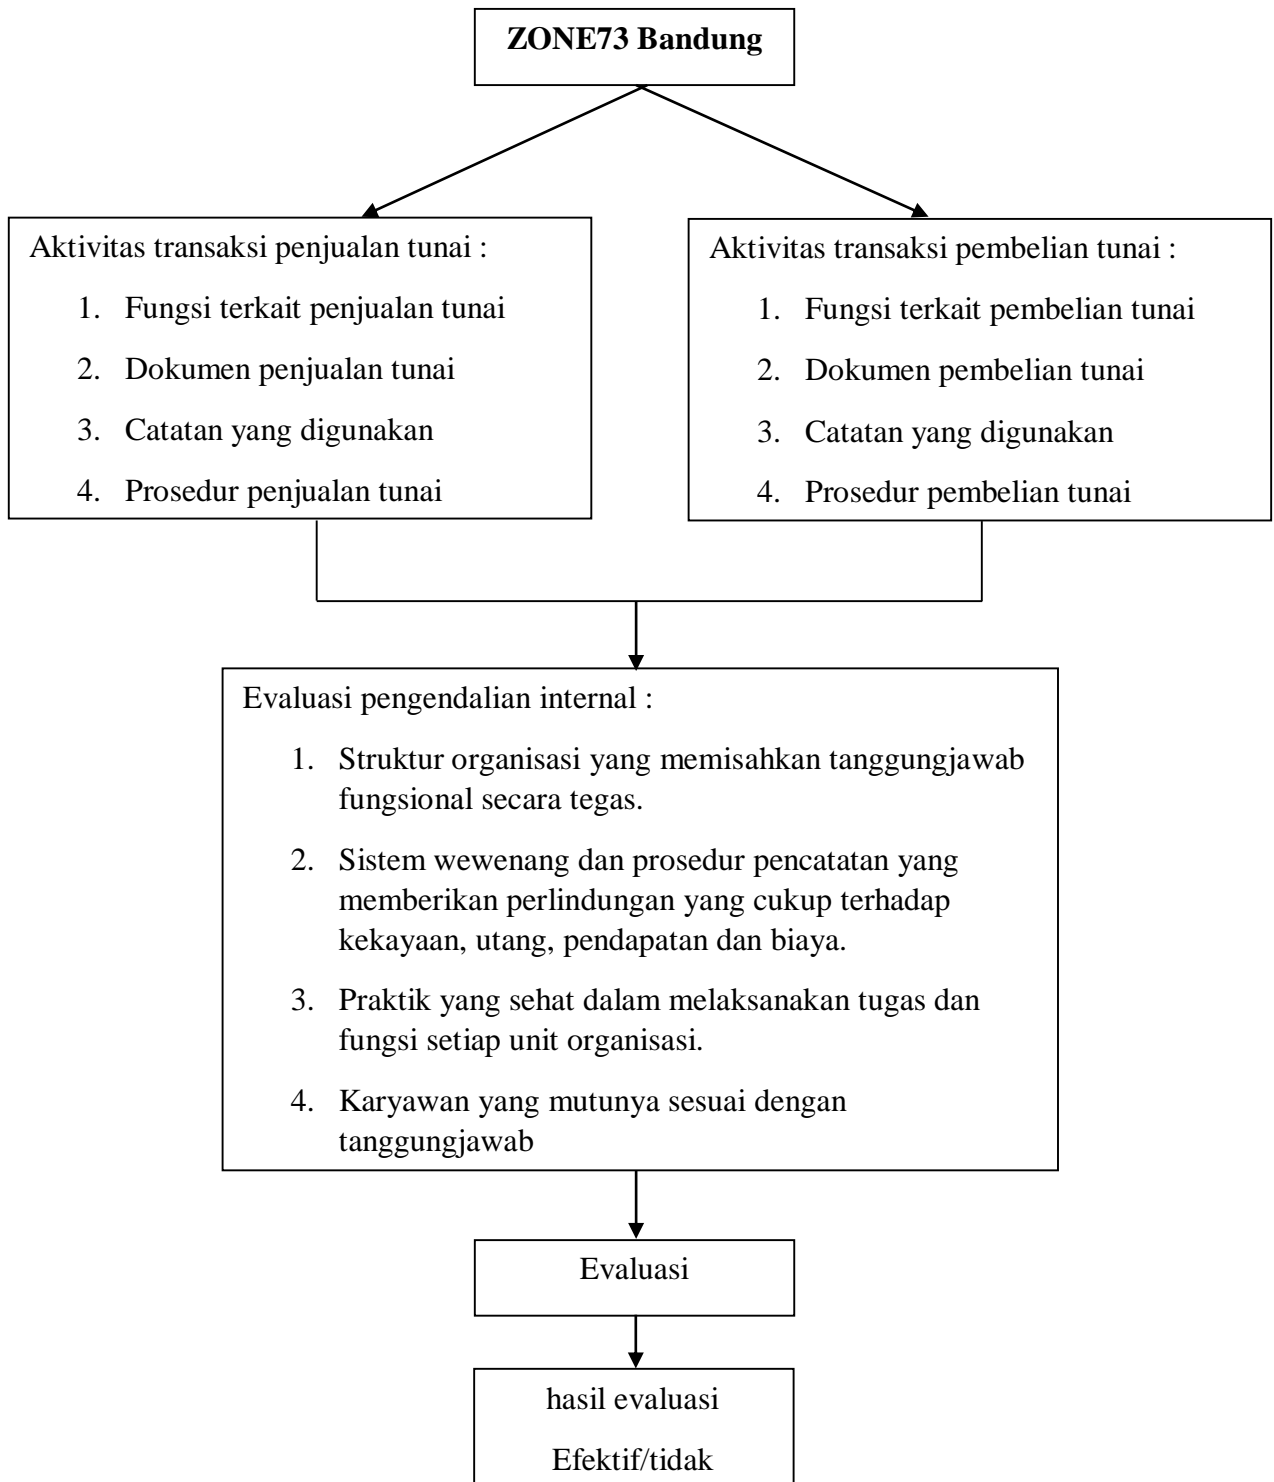 ZONE73 Bandung
Aktivitas transaksi penjualan tunai :
1. Fungsi terkait penjualan tunai
2. Dokumen penjualan tunai
3. Catatan yang digunakan
4. Prosedur penjualan tunai
Aktivitas transaksi pembelian tunai :
1. Fungsi terkait pembelian tunai
2. Dokumen pembelian tunai
3. Catatan yang digunakan
4. Prosedur pembelian tunai
Evaluasi pengendalian internal :
1. Struktur organisasi yang memisahkan tanggungjawab
fungsional secara tegas.
2. Sistem wewenang dan prosedur pencatatan yang
memberikan perlindungan yang cukup terhadap
kekayaan, utang, pendapatan dan biaya.
3. Praktik yang sehat dalam melaksanakan tugas dan
fungsi setiap unit organisasi.
4. Karyawan yang mutunya sesuai dengan
tanggungjawab
Evaluasi
hasil evaluasi
Efektif/tidak